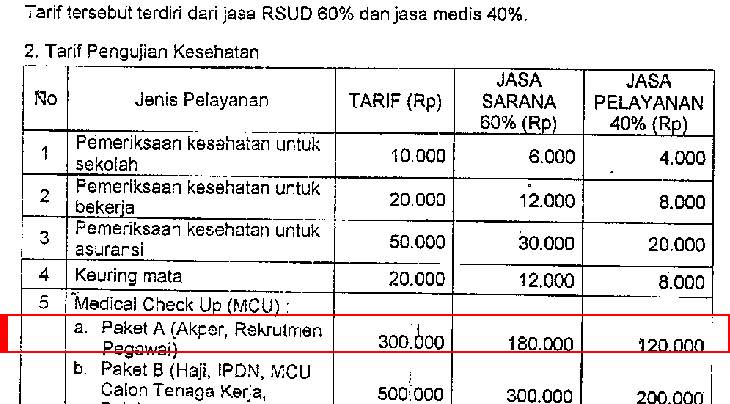 Tarif tersebut terdiri dari jasa RSUD 60% dan jasa medis 40%.
2. Tarif Pengujian Kesehatan
No Jenis Pelayanan TARIF (Rp) JASA SARANA 60% (Rp) JASA PELAYANAN 40% (Rp)
1 Pemeriksaan kesehatan untuk sekolah 10.000 6.000 4.000
2 Pemeriksaan kesehatan untuk bekerja 20.000 12.000 8.000
3 Pemeriksaan kesehatan untuk asuransi 50.000 30.000 20.000
4 Keuring mata 20.000 12.000 8.000
5 Medical Check Up (MCU) :
a. Paket A (Akper, Rekrutmen Pegawai) 300.000 180.000 120.000
b. Paket B (Haji, IPDN, MCU
Calon Tenaga Kerja, 500.000 300.000 200.000